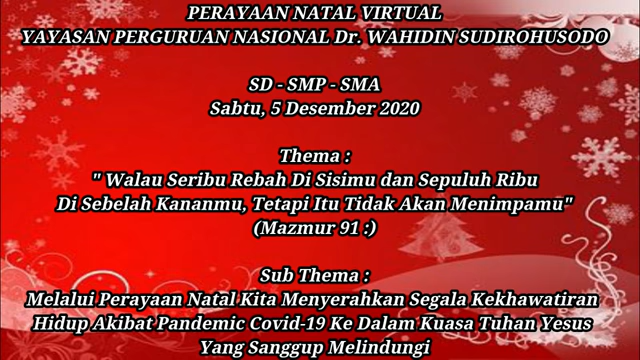 PERAYAAN NATAL VIRTUAL
YAYASAN PERGURUAN NASIONAL Dr. WAHIDIN SUDIROHUSODO
SD - SMP - SMA
Sabtu, 5 Desember 2020
Thema :
" Walau Seribu Rebah Di Sisimu dan Sepuluh Ribu
Di Sebelah Kananmu, Tetapi Itu Tidak Akan Menimpamu"
(Mazmur 91 :)
Sub Thema :
Melalui Perayaan Natal Kita Menyerahkan Segala Kekhawatiran
Hidup Akibat Pandemic Covid-19 Ke Dalam Kuasa Tuhan Yesus
Yang Sanggup Melindungi